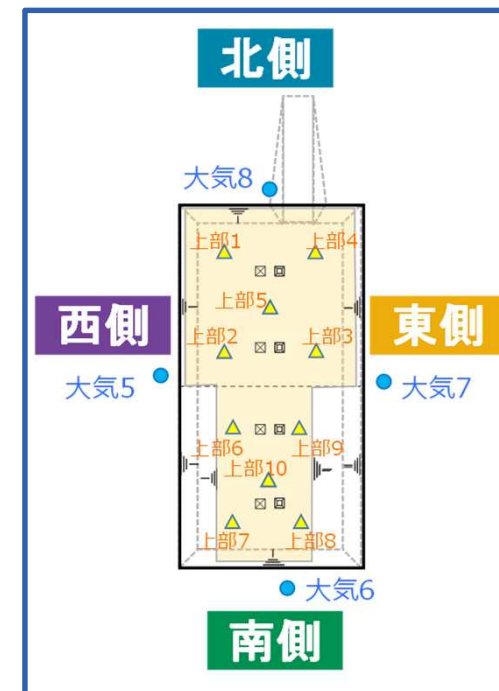 北側
大気8
上部1
上部4
上部5
西側
東側
上部2
上部3
大気5
大気7
上部6
上部9
上部10
上部7
上部8
大気6
南側